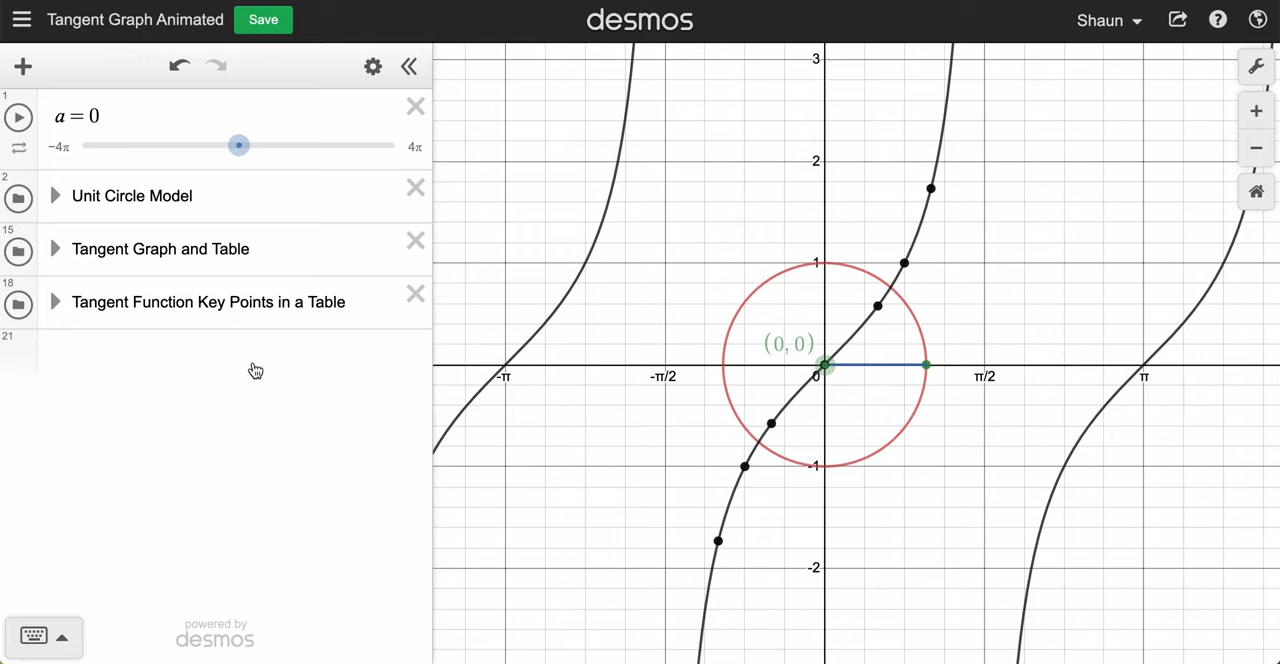 Tangent Graph Animated
Save
desmos
Shaun
1
a = 0
−4π
4π
2
Unit Circle Model
15
Tangent Graph and Table
18
Tangent Function Key Points in a Table
21
powered by
desmos
3
2
1
(0, 0)
-π
-π/2
0
π/2
π
-1
-2